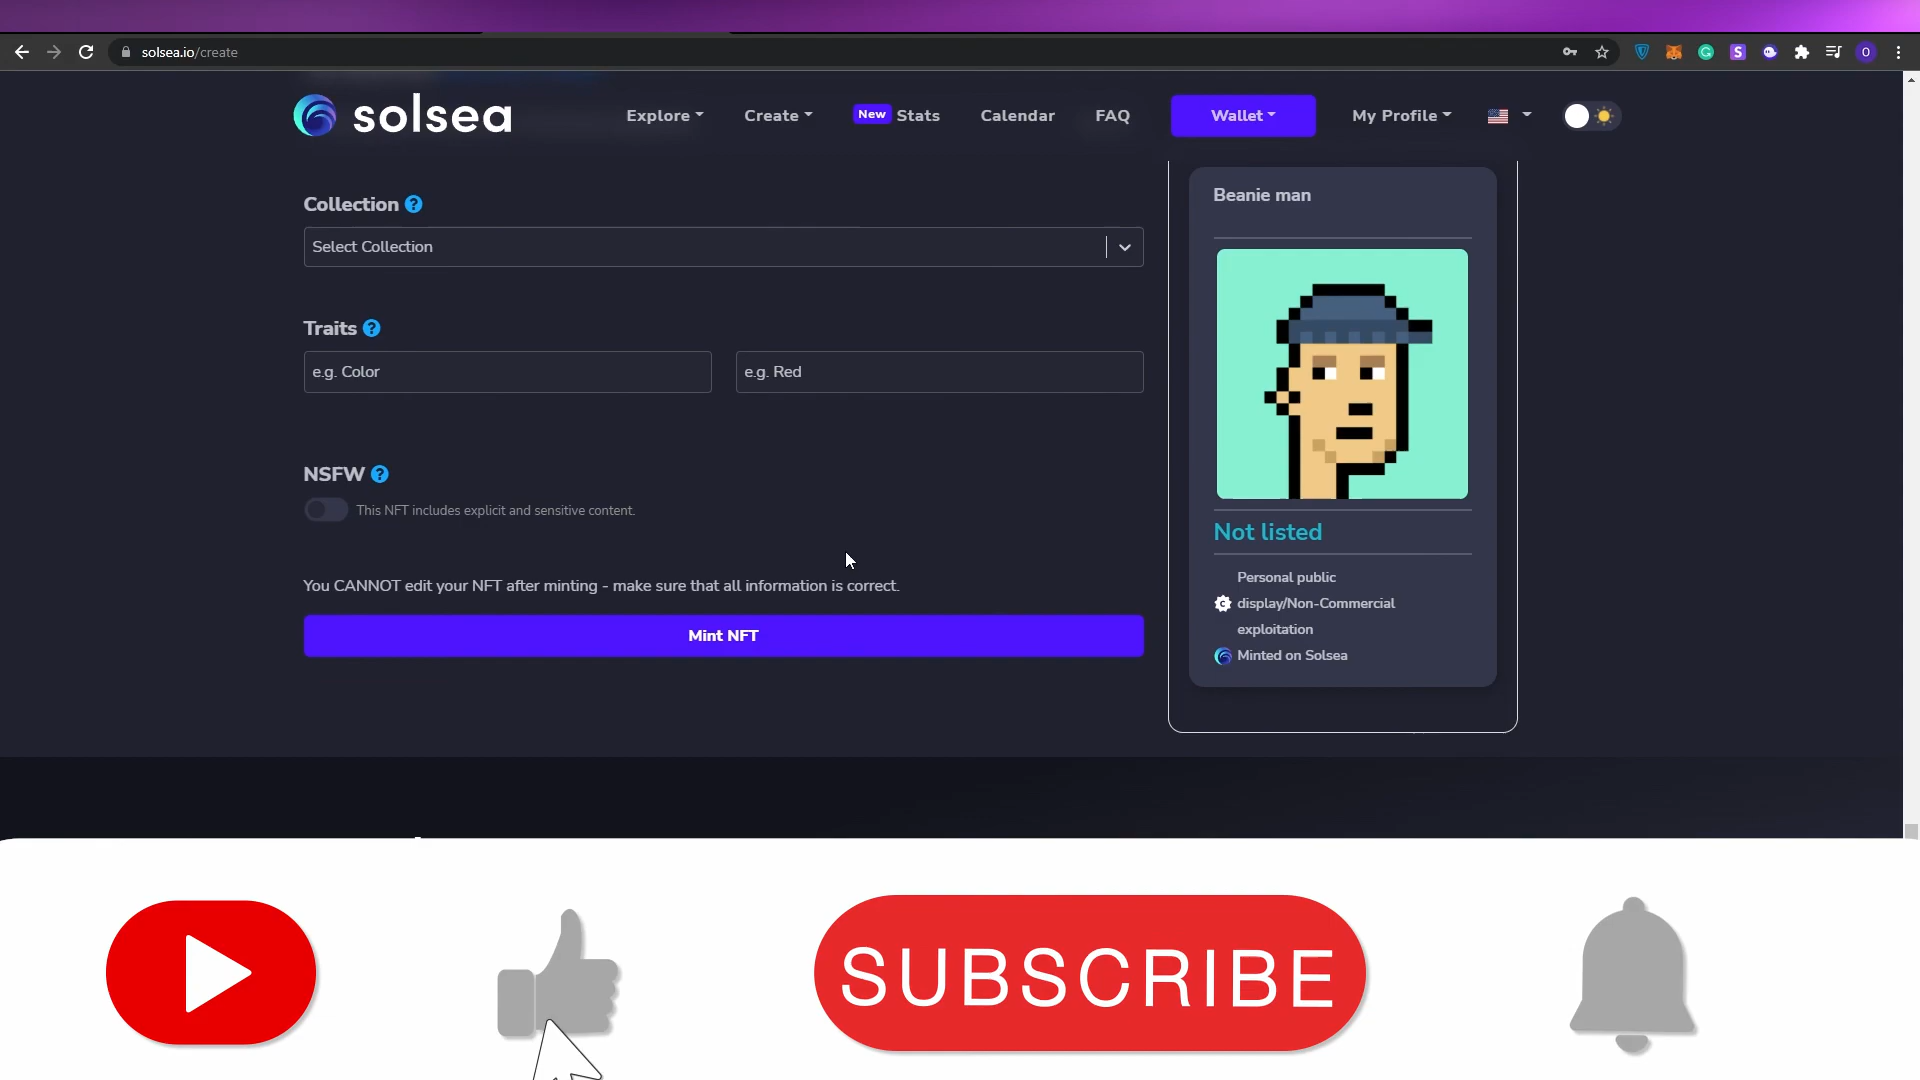 solsea.io/create
solsea
Explore
Create
New Stats
Calendar
FAQ
Wallet
My Profile
Collection ?
Select Collection
Traits ?
e.g. Color
e.g. Red
NSFW ?
This NFT includes explicit and sensitive content.
You CANNOT edit your NFT after minting - make sure that all information is correct.
Mint NFT
Beanie man
Not listed
Personal public
display/Non-Commercial
exploitation
Minted on Solsea
SUBSCRIBE